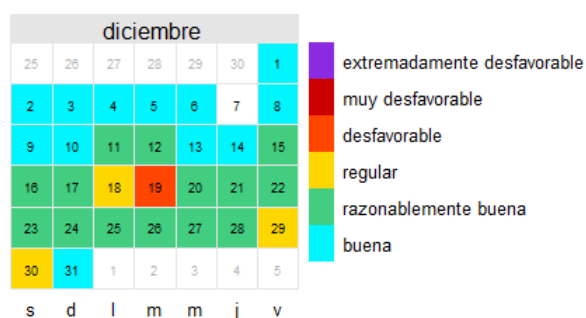 diciembre
25 26 27 28 29 30 1
2 3 4 5 6 7 8
9 10 11 12 13 14 15
16 17 18 19 20 21 22
23 24 25 26 27 28 29
30 31 1 2 3 4 5
s d l m m j v
extremadamente desfavorable
muy desfavorable
desfavorable
regular
razonablemente buena
buena